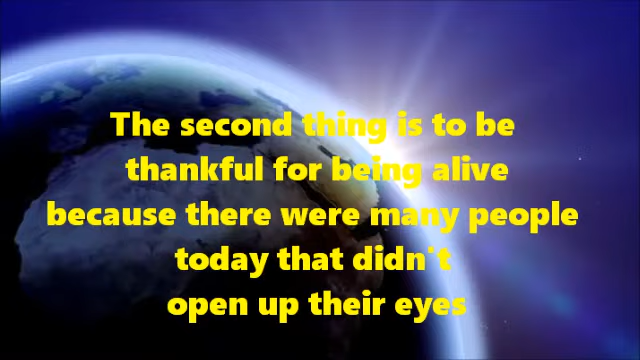 The second thing is to be
thankful for being alive
because there were many people
today that didn't
open up their eyes